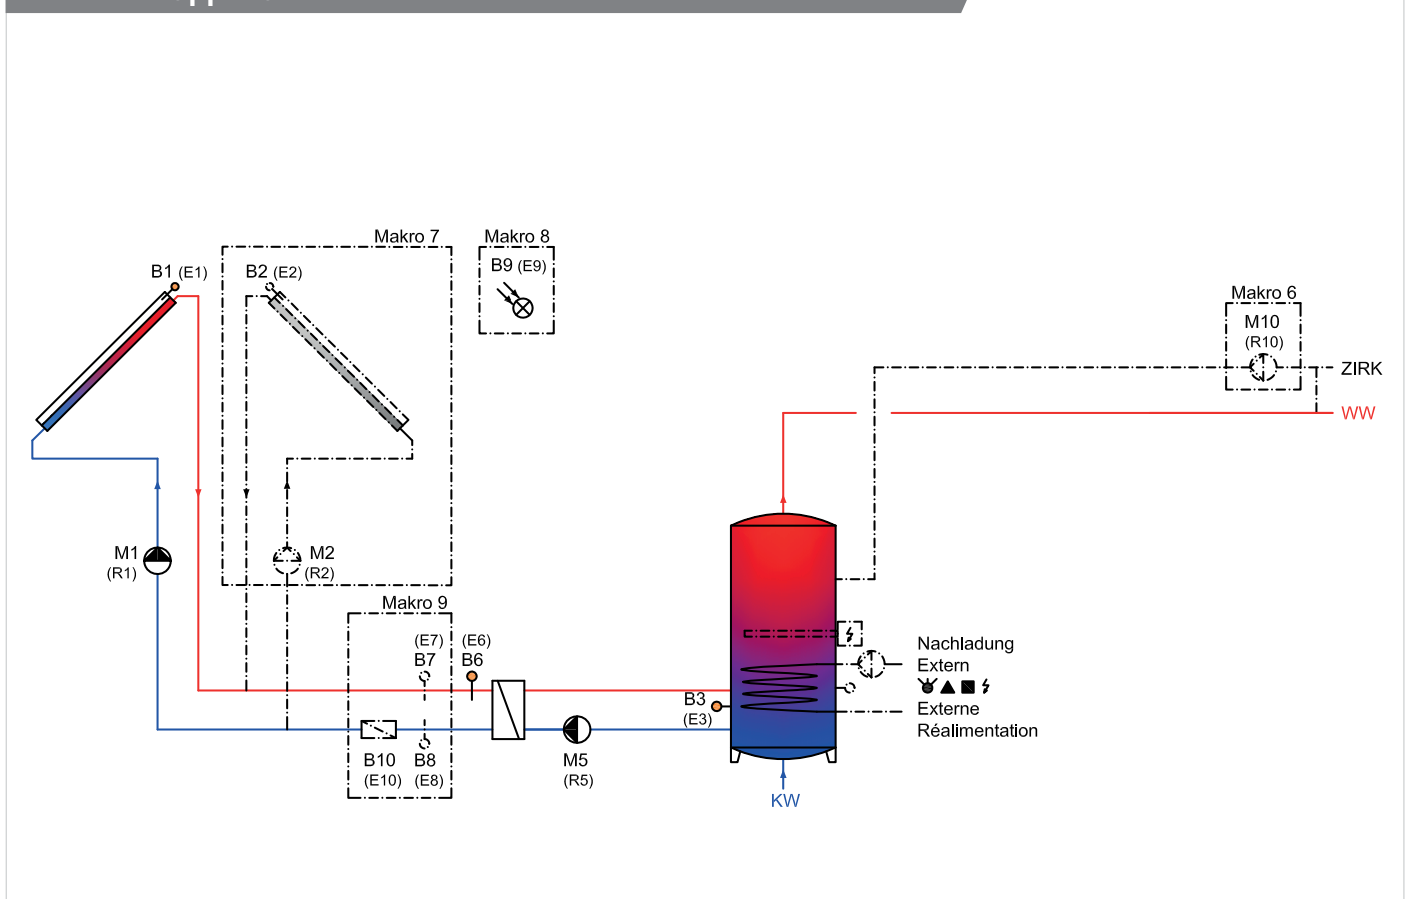 Makro 7
Makro 8
B1 (E1)
B2 (E2)
B9 (E9)
Makro 6
M10
(R10)
ZIRK
WW
M1
(R1)
M2
(R2)
Makro 9
(E7)
B7
(E6)
B6
Nachladung
Extern
B3
(E3)
Externe
Réalimentation
B10
(E10)
B8
(E8)
M5
(R5)
KW